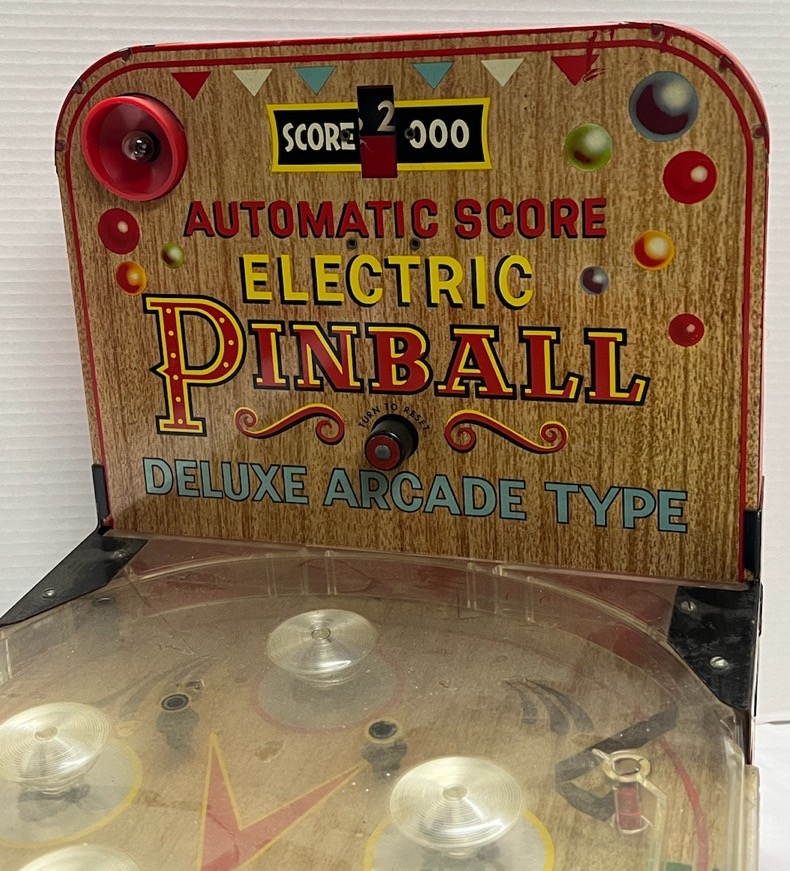 SCORE 2 000
AUTOMATIC SCORE
ELECTRIC
PINBALL
TURN TO RESET
DELUXE ARCADE TYPE